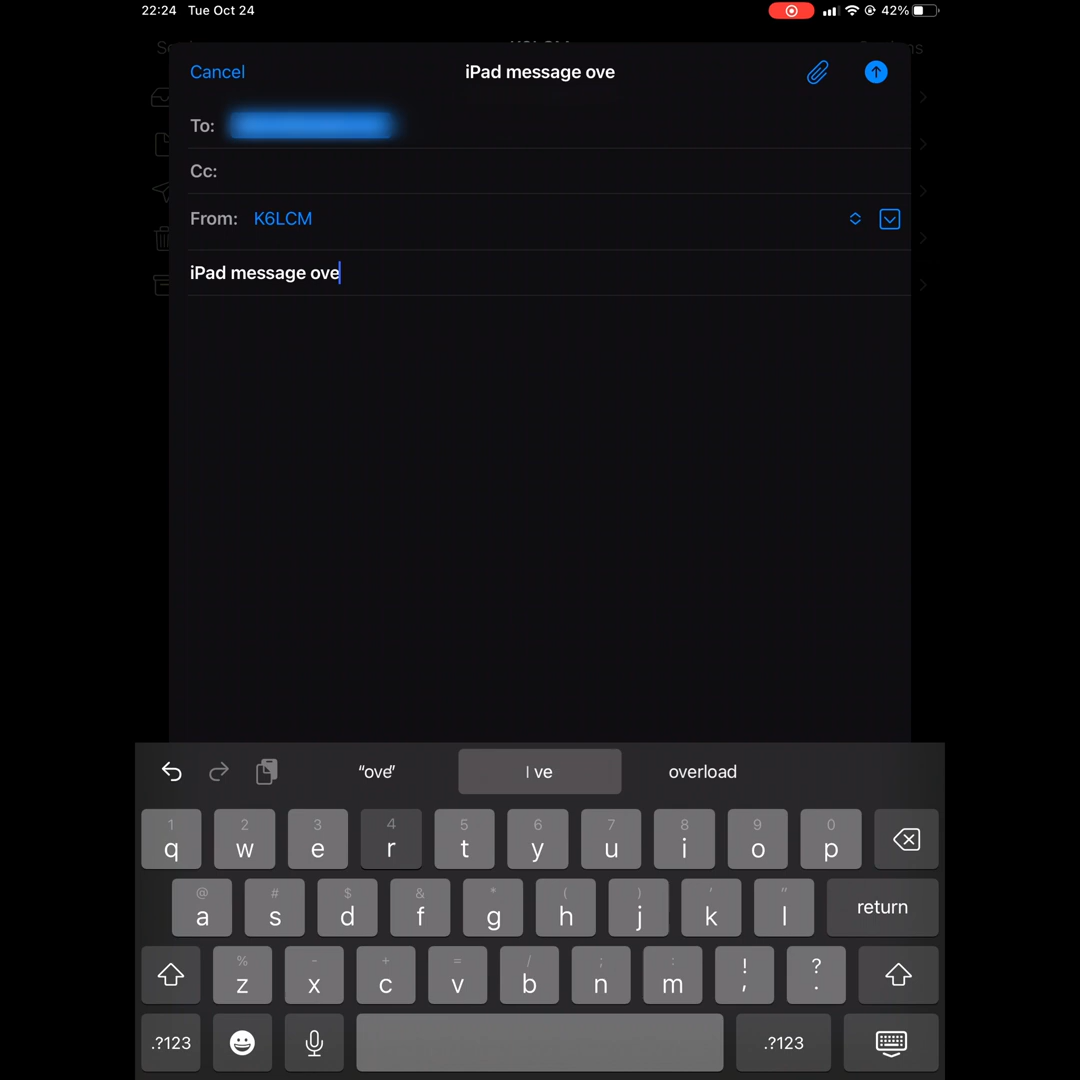 22:24 Tue Oct 24 42%
Cancel iPad message ove
To:
Cc:
From: K6LCM
iPad message ove
“ove” I ve overload
1 2 3 4 5 6 7 8 9 0
q w e r t y u i o p
@ # $ & * ( ) ' "
a s d f g h j k l return
% - + = / ; : ! ?
z x c v b n m , .
.?123 .?123